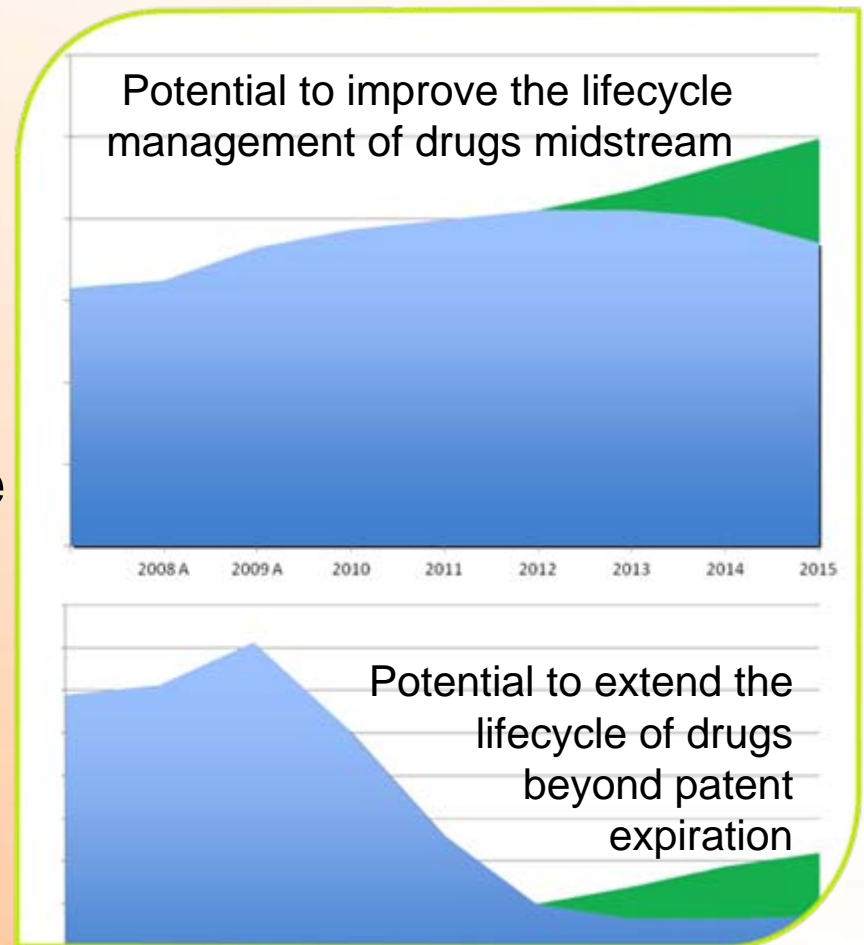 Potential to improve the lifecycle
management of drugs midstream
e
2008 A 2009 A 2010 2011 2012 2013 2014 2015
Potential to extend the
lifecycle of drugs
beyond patent
expiration